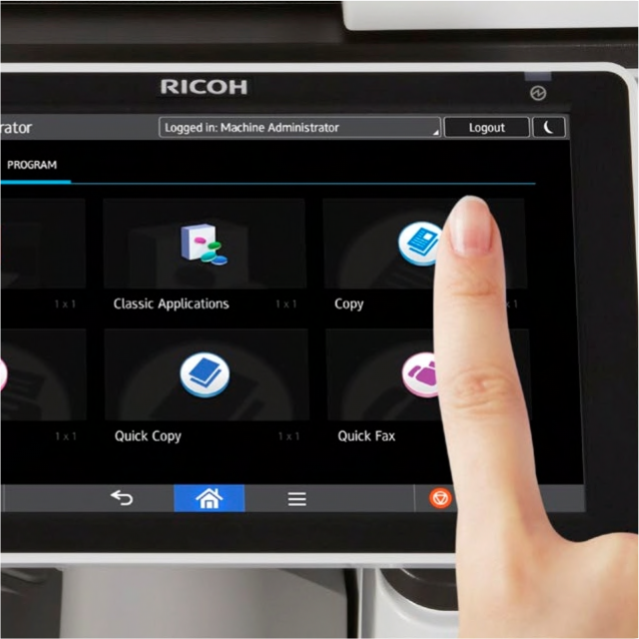 RICOH
rator
Logged in: Machine Administrator
Logout
PROGRAM
1 x 1
Classic Applications
1 x 1
Copy
x 1
1 x 1
Quick Copy
1 x 1
Quick Fax